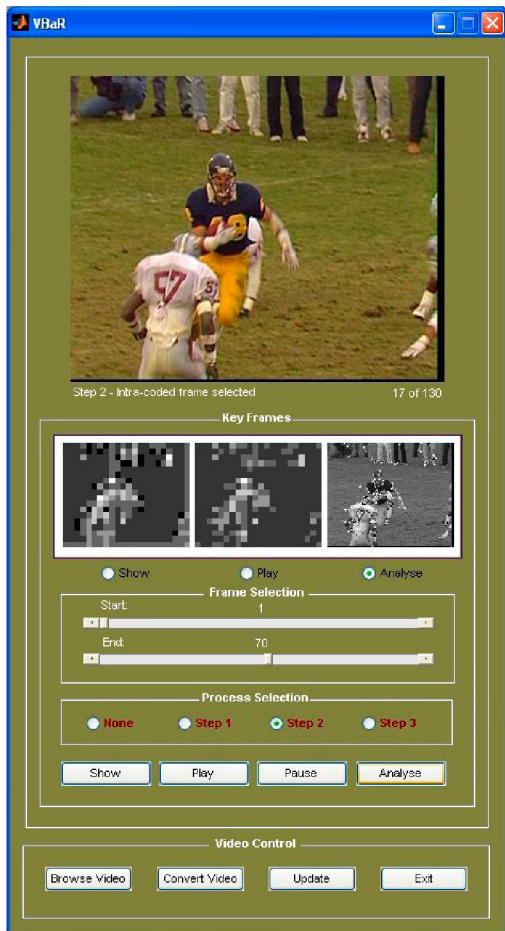 VBaR
48
57
Step 2 - Intra-coded frame selected 17 of 130
Key Frames
Show Play Analyse
Frame Selection
Start: 1
End: 70
Process Selection
None Step 1 Step 2 Step 3
Show Play Pause Analyse
Video Control
Browse Video Convert Video Update Exit